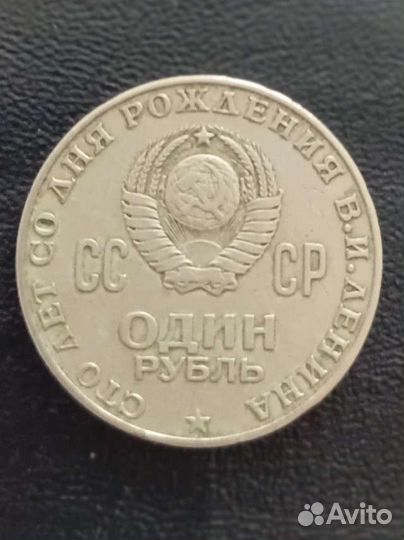 СТО ЛЕТ СО ДНЯ РОЖДЕНИЯ В.И.ЛЕНИНА
СС СР
ОДИН
РУБЛЬ
Avito